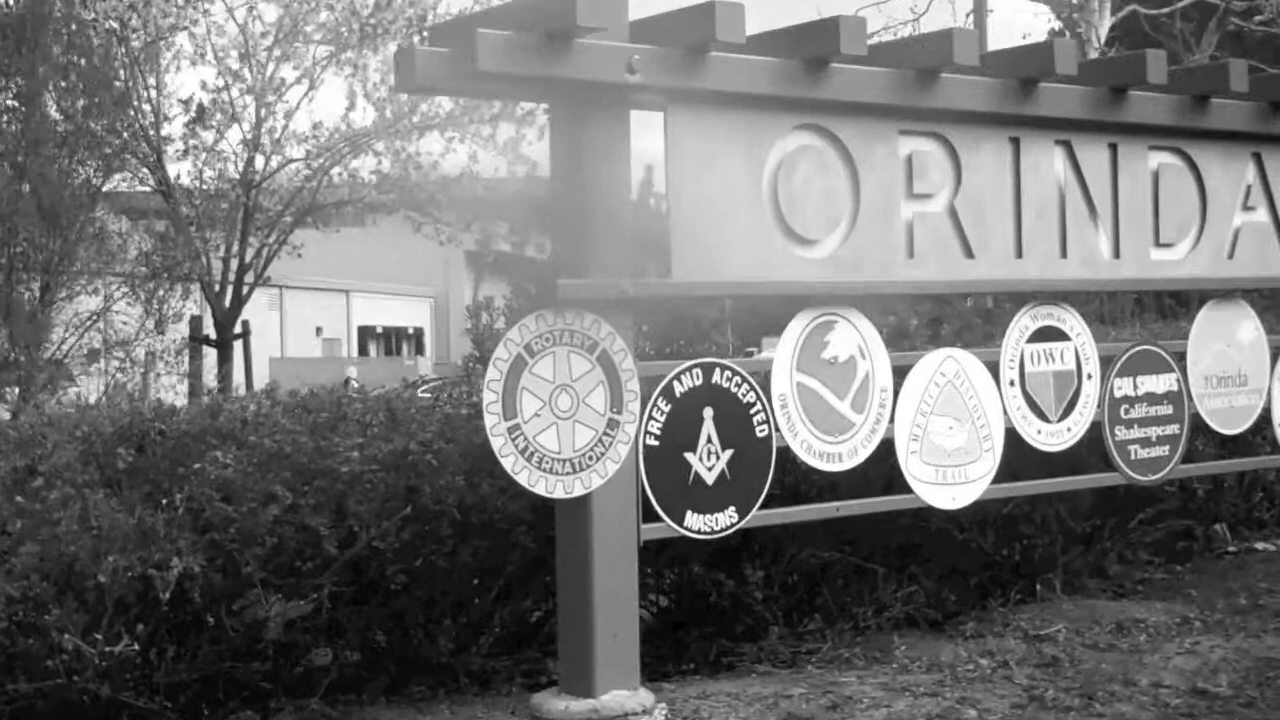 ORINDA
ROTARY
INTERNATIONAL
FREE AND ACCEPTED
MASONS
ORINDA CHAMBER OF COMMERCE
AMERICAN DISCOVERY
TRAIL
Orinda Woman's Club
OWC
CAL SHAKES
California
Shakespeare
Theater
The Orinda
Association